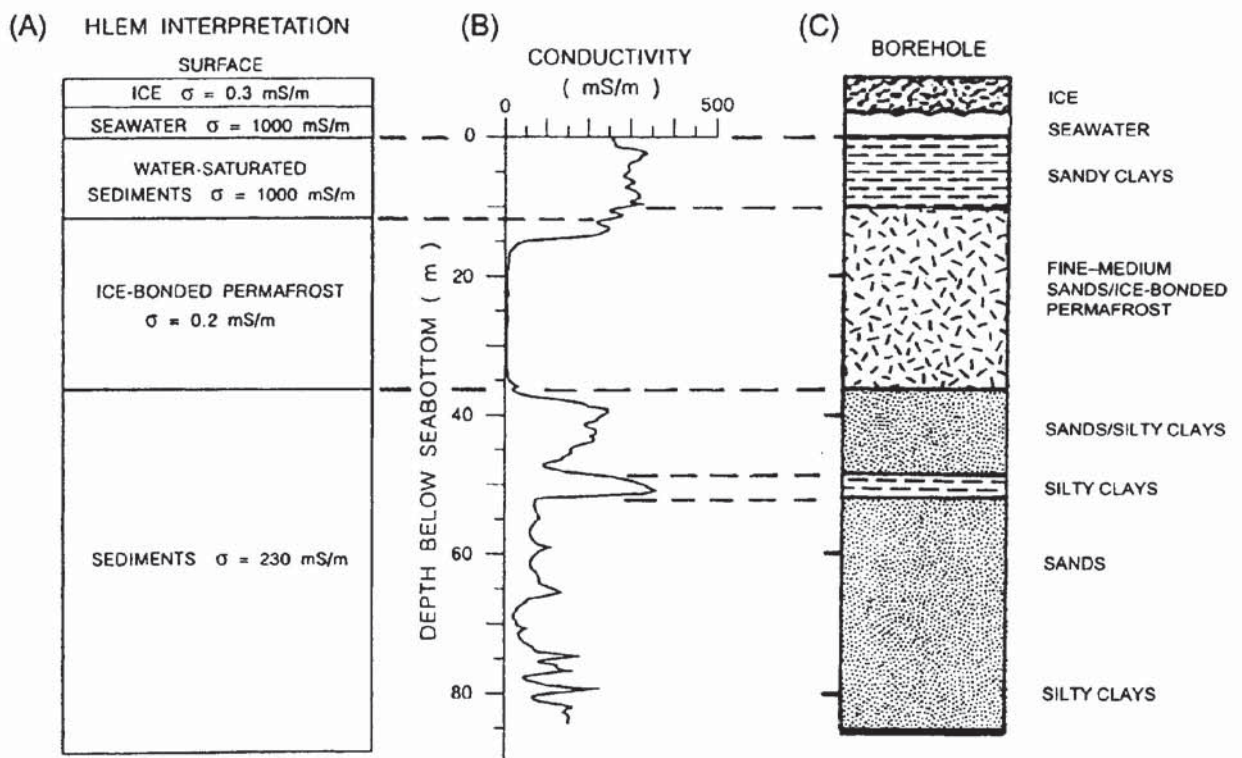 (A) HLEM INTERPRETATION
SURFACE
ICE σ = 0.3 mS/m
SEAWATER σ = 1000 mS/m
WATER-SATURATED
SEDIMENTS σ = 1000 mS/m
ICE-BONDED PERMAFROST
σ = 0.2 mS/m
SEDIMENTS σ = 230 mS/m
(B)
CONDUCTIVITY
( mS/m )
0 500
DEPTH BELOW SEABOTTOM ( m )
0
20
40
60
80
(C)
BOREHOLE
ICE
SEAWATER
SANDY CLAYS
FINE–MEDIUM
SANDS/ICE-BONDED
PERMAFROST
SANDS/SILTY CLAYS
SILTY CLAYS
SANDS
SILTY CLAYS